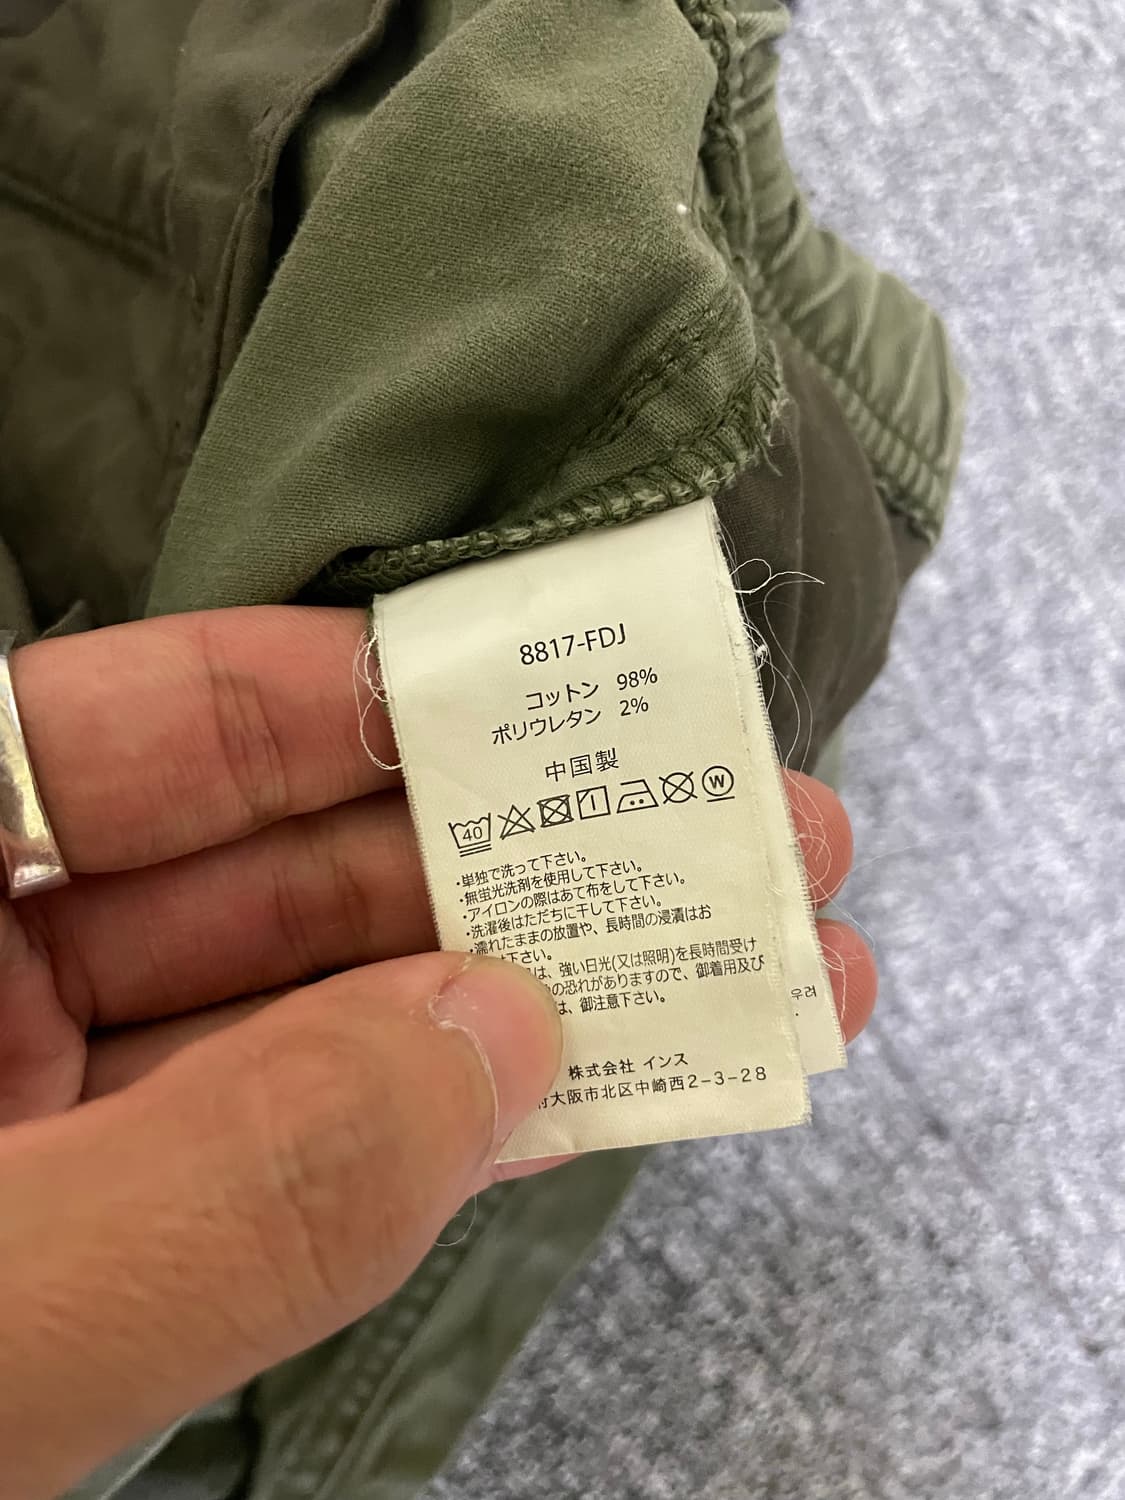 8817-FDJ
コットン 98%
ポリウレタン 2%
中国製
40 W
・単独で洗って下さい。
・無蛍光洗剤を使用して下さい。
・アイロンの際はあて布をして下さい。
・洗濯後はただちに干して下さい。
・濡れたままの放置や、長時間の浸漬はお
下さい。
は、強い日光(又は照明)を長時間受け
の恐れがありますので、御着用及び
は、御注意下さい。
株式会社 インス
大阪市北区中崎西2-3-28
우려